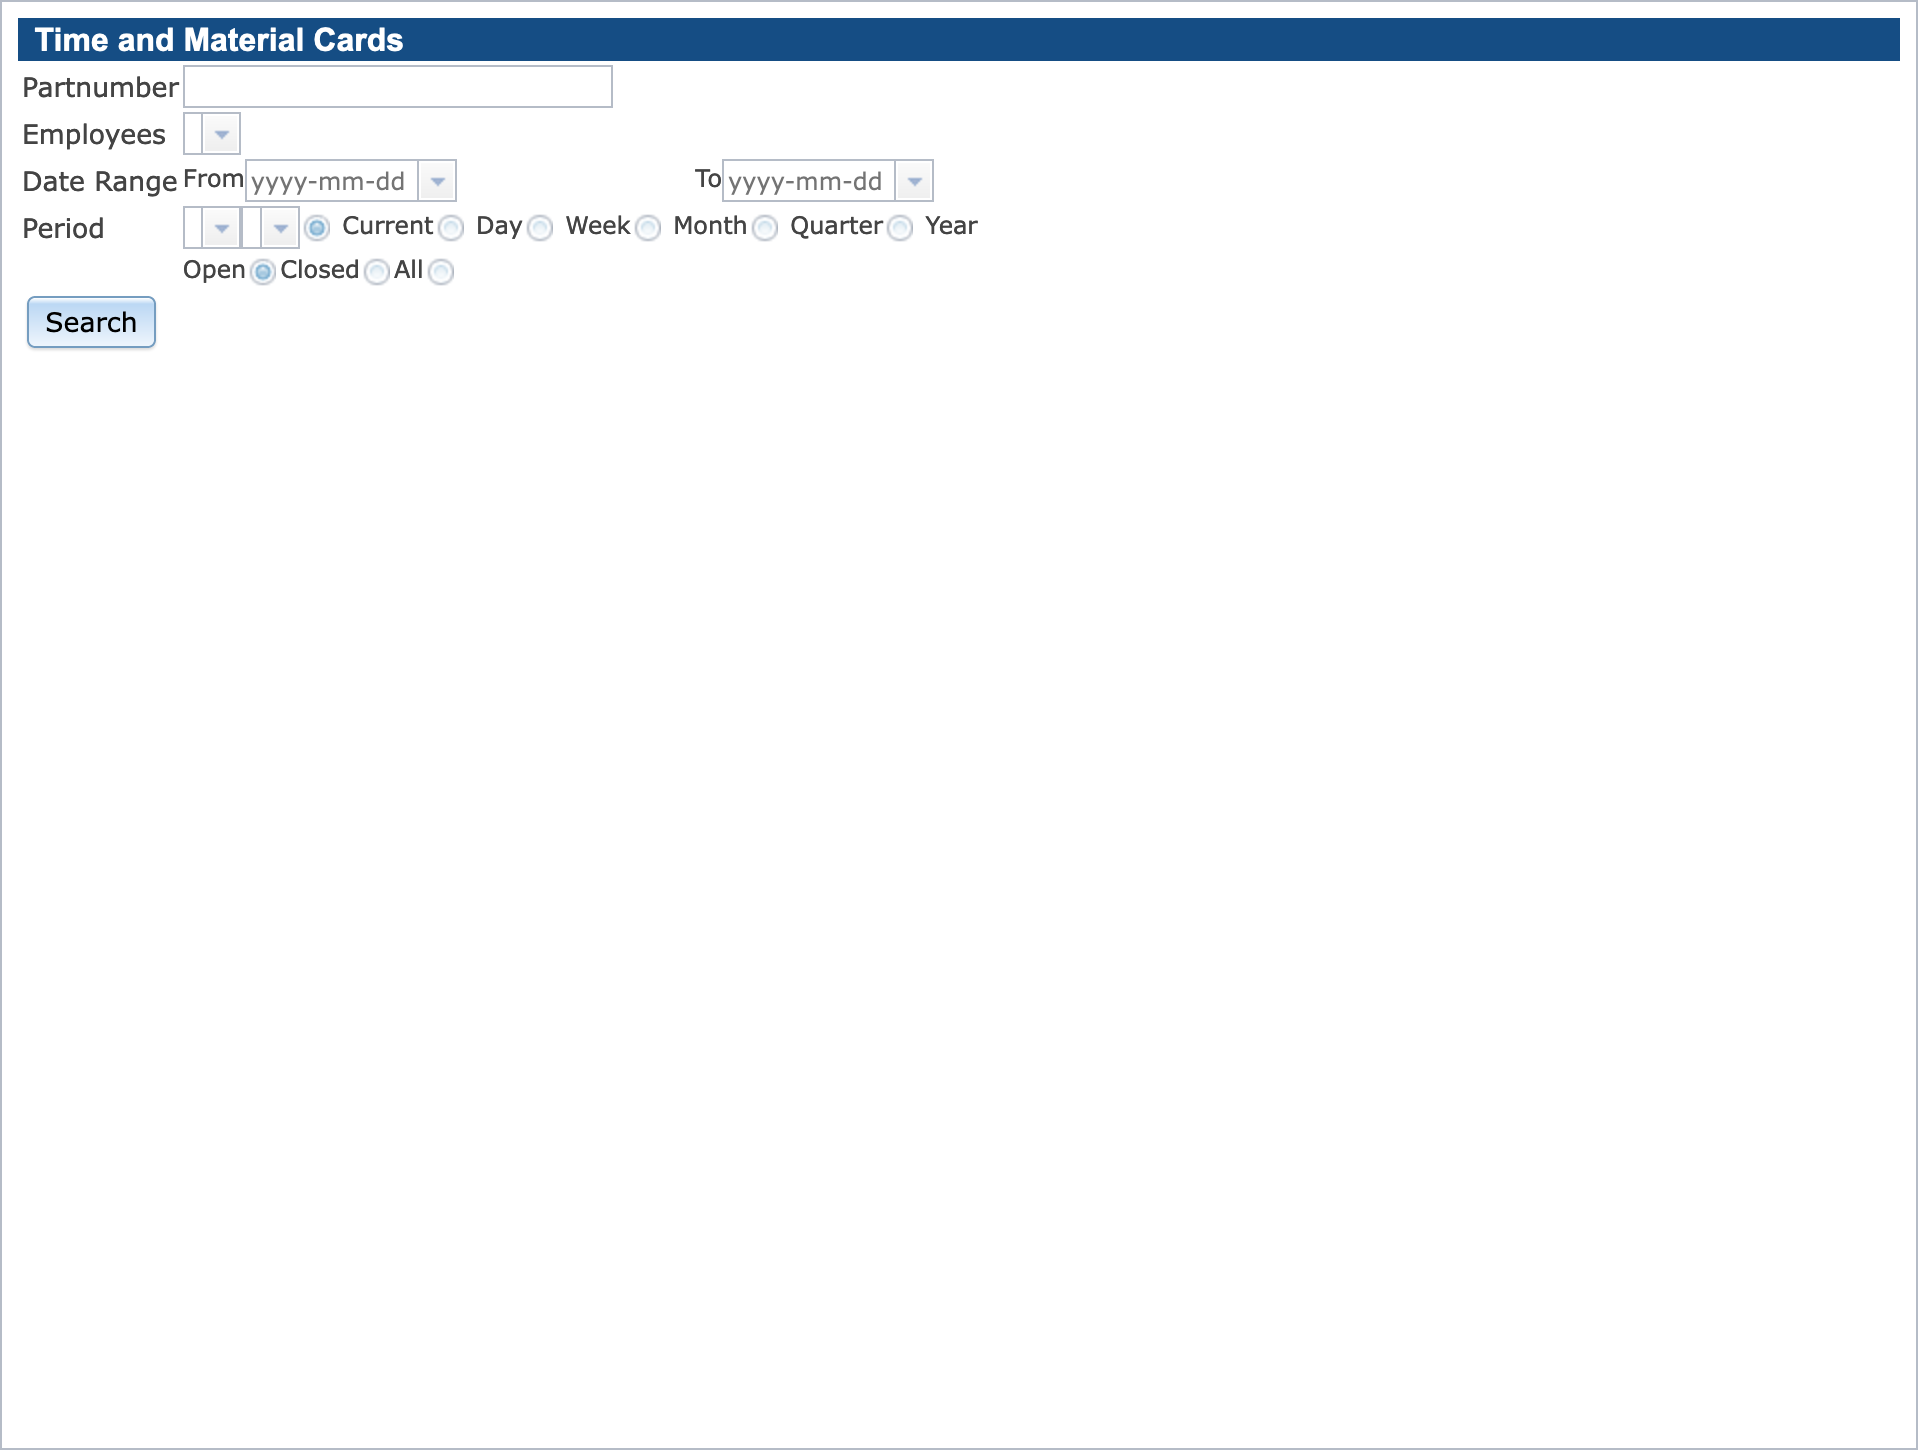 Time and Material Cards
Partnumber
Employees
Date Range From yyyy-mm-dd To yyyy-mm-dd
Period Current Day Week Month Quarter Year
Open Closed All
Search